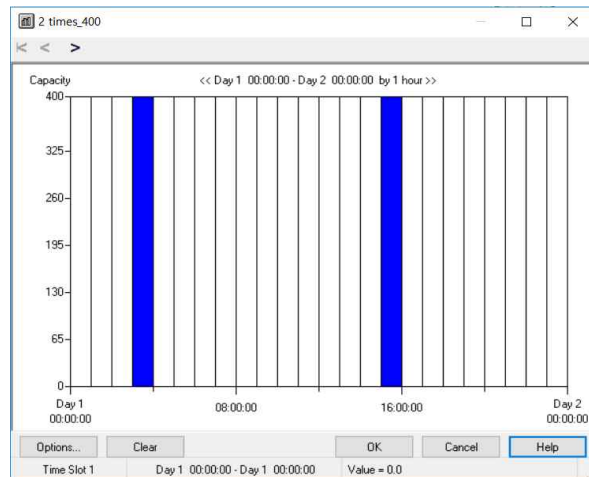 2 times_400
Capacity
<< Day 1 00:00:00 - Day 2 00:00:00 by 1 hour >>
400
325
260
195
130
65
0
Day 1
00:00:00
08:00:00
16:00:00
Day 2
00:00:00
Options...
Clear
OK
Cancel
Help
Time Slot 1
Day 1 00:00:00 - Day 1 00:00:00
Value = 0.0